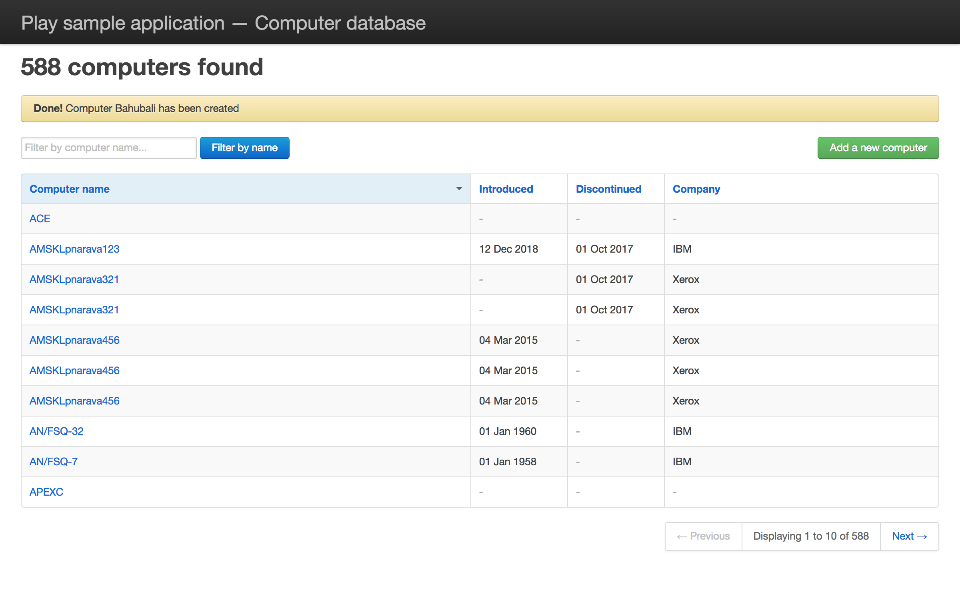 Play sample application — Computer database
588 computers found
Done! Computer Bahubali has been created
Filter by computer name... Filter by name Add a new computer
Computer name Introduced Discontinued Company
ACE - - -
AMSKLpnarava123 12 Dec 2018 01 Oct 2017 IBM
AMSKLpnarava321 - 01 Oct 2017 Xerox
AMSKLpnarava321 - 01 Oct 2017 Xerox
AMSKLpnarava456 04 Mar 2015 - Xerox
AMSKLpnarava456 04 Mar 2015 - Xerox
AMSKLpnarava456 04 Mar 2015 - Xerox
AN/FSQ-32 01 Jan 1960 - IBM
AN/FSQ-7 01 Jan 1958 - IBM
APEXC - - -
← Previous Displaying 1 to 10 of 588 Next →